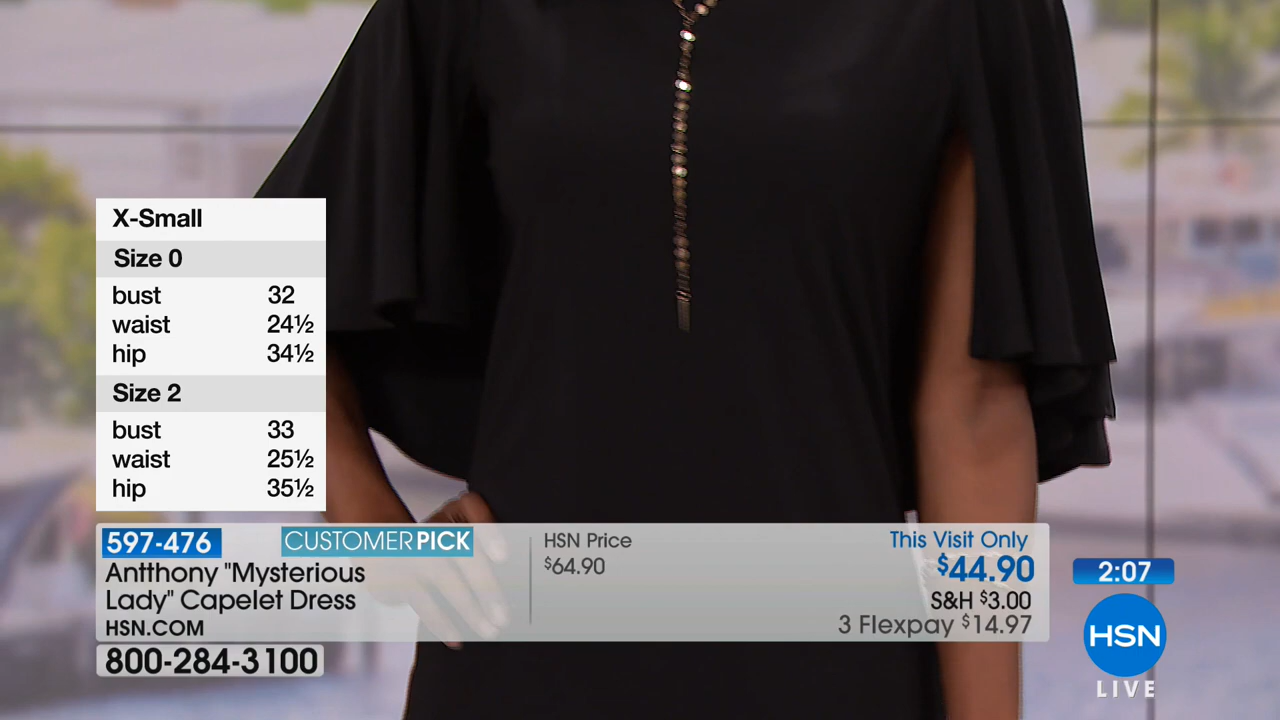 X-Small
Size 0
bust 32
waist 24½
hip 34½
Size 2
bust 33
waist 25½
hip 35½
597-476 CUSTOMER PICK
Antthony "Mysterious
Lady" Capelet Dress
HSN.COM
800-284-3100
HSN Price
$64.90
This Visit Only
$44.90
S&H $3.00
3 Flexpay $14.97
2:07
HSN
LIVE